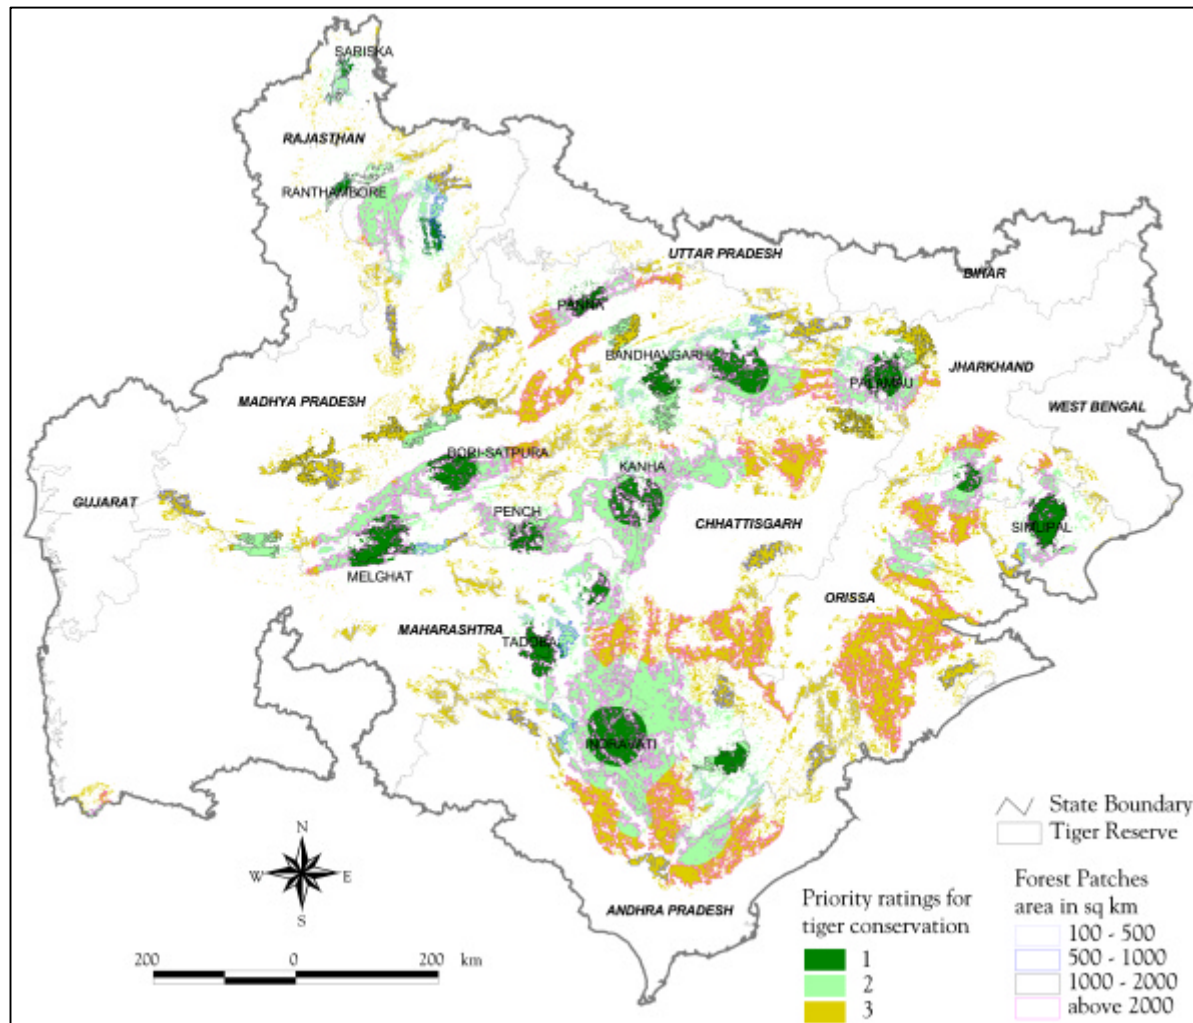 SARISKA
RAJASTHAN
RANTHAMBORE
UTTAR PRADESH
BIHAR
PANNA
BANDHAVGARH
PALAMAU
JHARKHAND
MADHYA PRADESH
WEST BENGAL
BORI-SATPURA
KANHA
GUJARAT
PENCH
CHHATTISGARH
SIMLIPAL
MELGHAT
ORISSA
MAHARASHTRA
TADOBA
INDRAVATI
ANDHRA PRADESH
N
W E
S
200 0 200 km
State Boundary
Tiger Reserve
Priority ratings for
tiger conservation
1
2
3
Forest Patches
area in sq km
100 - 500
500 - 1000
1000 - 2000
above 2000